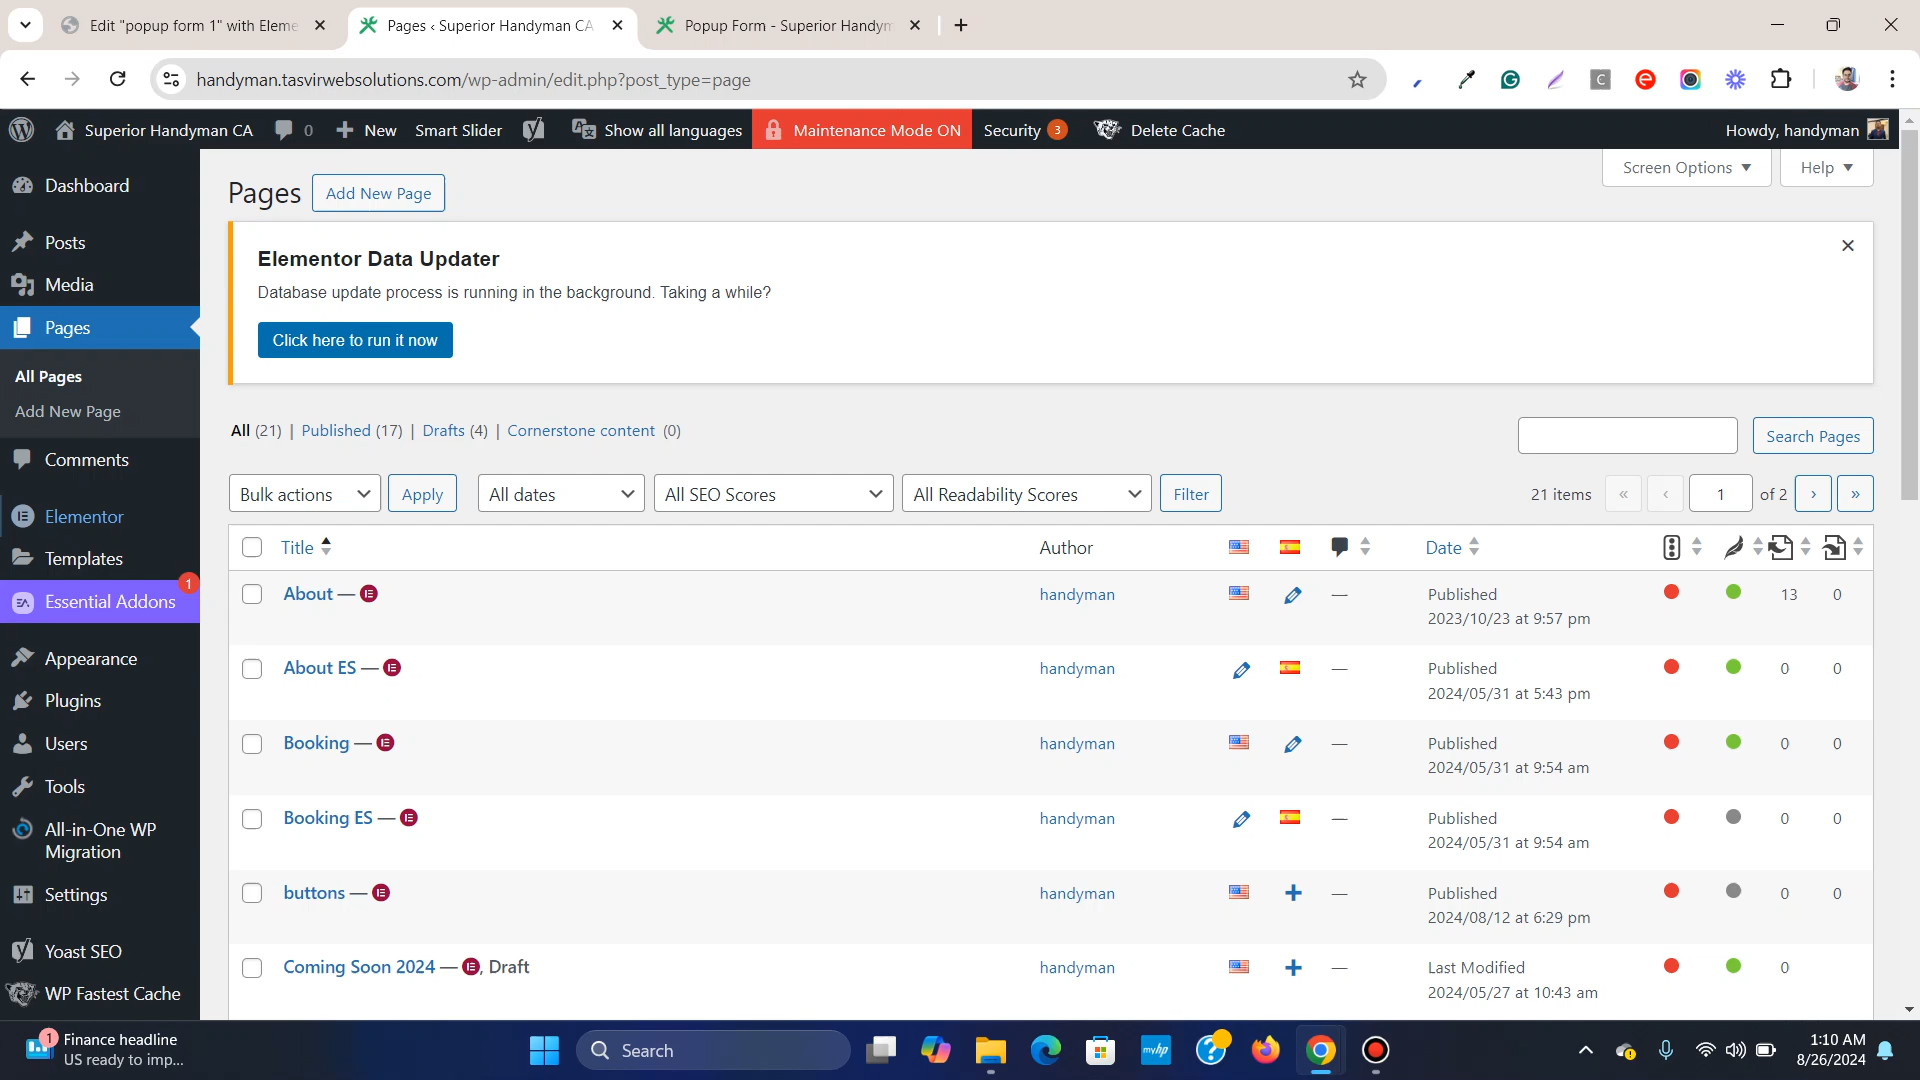 Edit "popup form 1" with Eleme
Pages ‹ Superior Handyman CA
Popup Form - Superior Handym
handyman.tasvirwebsolutions.com/wp-admin/edit.php?post_type=page
Superior Handyman CA
0
New
Smart Slider
Show all languages
Maintenance Mode ON
Security 3
Delete Cache
Howdy, handyman
Dashboard
Posts
Media
Pages
All Pages
Add New Page
Comments
Elementor
Templates
Essential Addons
1
Appearance
Plugins
Users
Tools
All-in-One WP
Migration
Settings
Yoast SEO
WP Fastest Cache
Screen Options
Help
Pages
Add New Page
Elementor Data Updater
Database update process is running in the background. Taking a while?
Click here to run it now
All (21) | Published (17) | Drafts (4) | Cornerstone content (0)
Search Pages
Bulk actions
Apply
All dates
All SEO Scores
All Readability Scores
Filter
21 items « ‹ 1 of 2 › »
Title Author Date
About — handyman — Published 13 0
2023/10/23 at 9:57 pm
About ES — handyman — Published 0 0
2024/05/31 at 5:43 pm
Booking — handyman — Published 0 0
2024/05/31 at 9:54 am
Booking ES — handyman — Published 0 0
2024/05/31 at 9:54 am
buttons — handyman — Published 0 0
2024/08/12 at 6:29 pm
Coming Soon 2024 — , Draft handyman — Last Modified 0
2024/05/27 at 10:43 am
1
Finance headline
US ready to imp...
Search
myhp
1:10 AM
8/26/2024